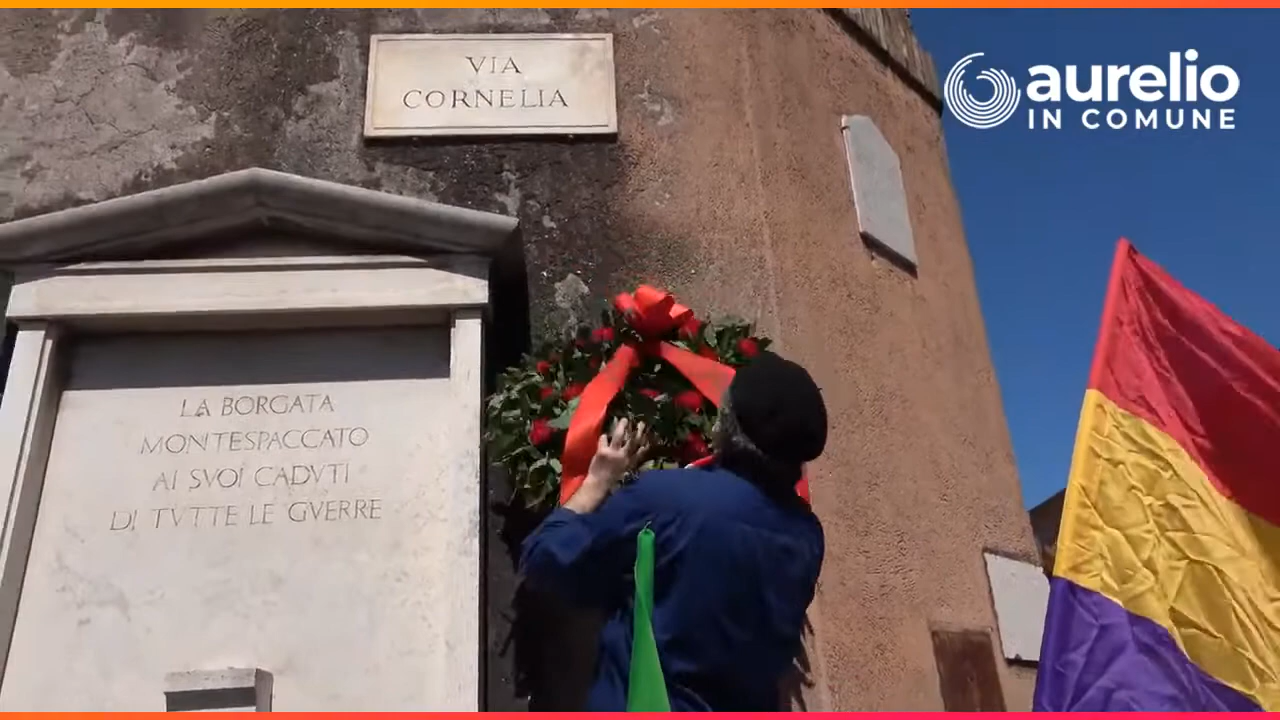 VIA
CORNELIA
aurelio
IN COMUNE
LA BORGATA
MONTESPACCATO
AI SVOI CADVTI
DI TVTTE LE GVERRE